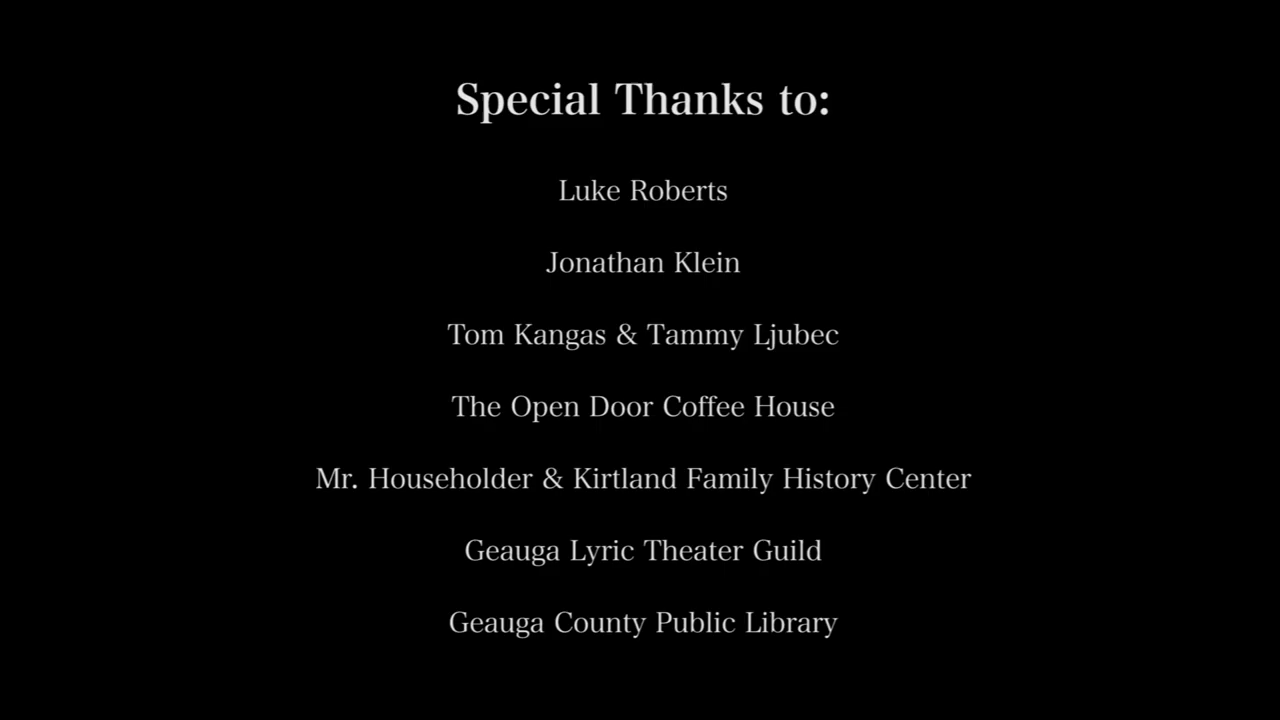 Special Thanks to:
Luke Roberts
Jonathan Klein
Tom Kangas & Tammy Ljubec
The Open Door Coffee House
Mr. Householder & Kirtland Family History Center
Geauga Lyric Theater Guild
Geauga County Public Library